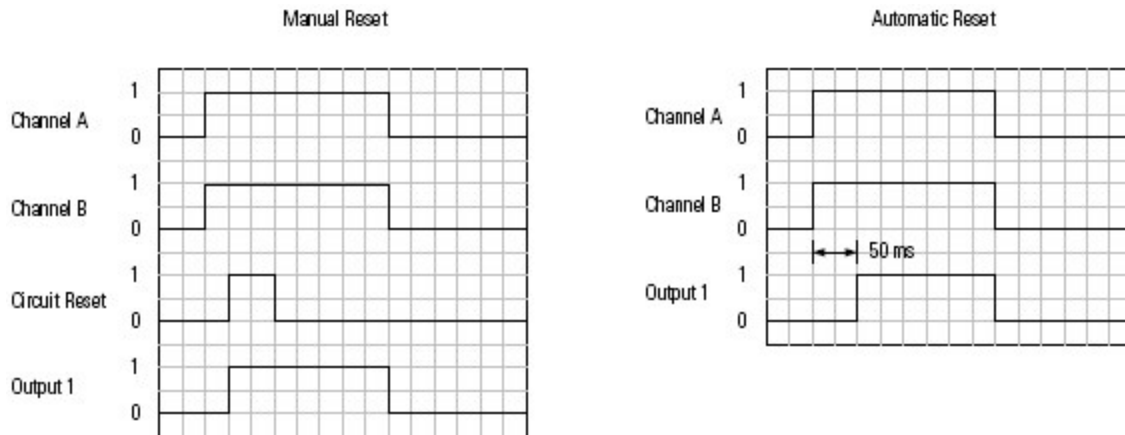 Manual Reset
Channel A
1
0
Channel B
1
0
Circuit Reset
1
0
Output 1
1
0
Automatic Reset
Channel A
1
0
Channel B
1
0
50 ms
Output 1
1
0